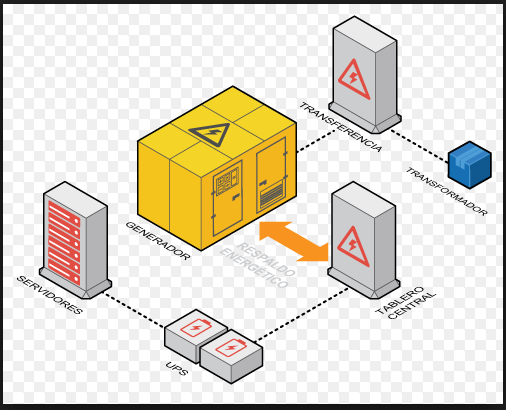 TRANSFERENCIA
TRANSFORMADOR
GENERADOR
RESPALDO
ENERGÉTICO
SERVIDORES
TABLERO
CENTRAL
UPS